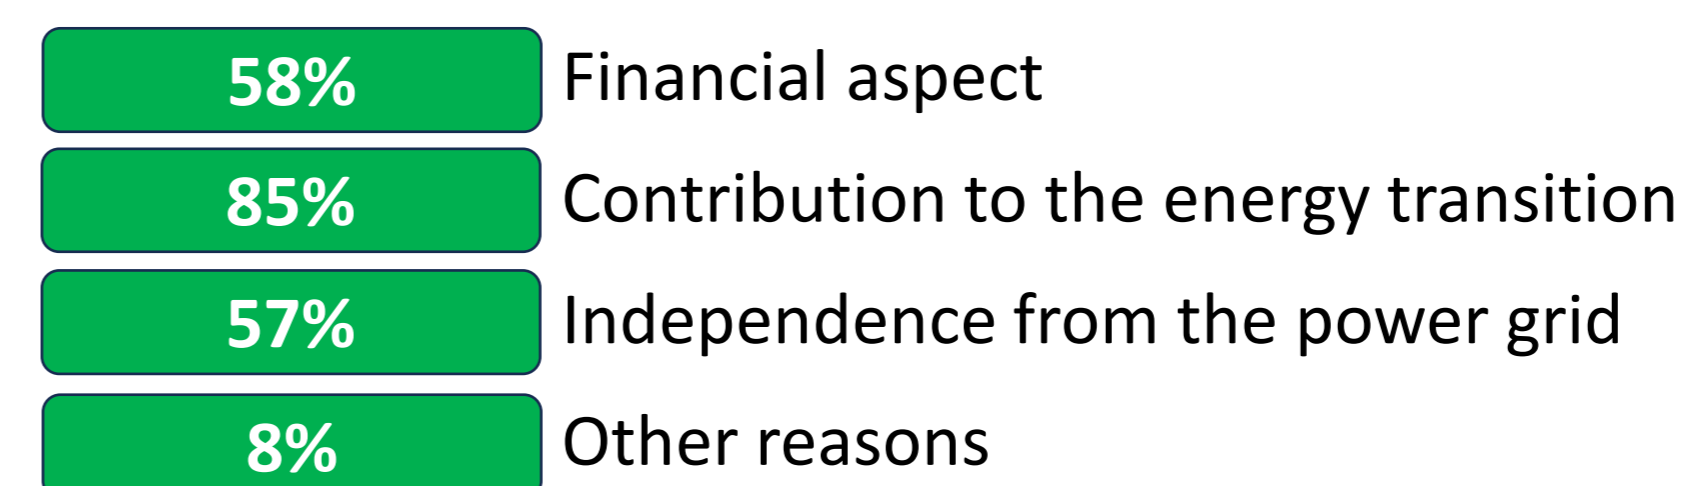 58% Financial aspect
85% Contribution to the energy transition
57% Independence from the power grid
8% Other reasons